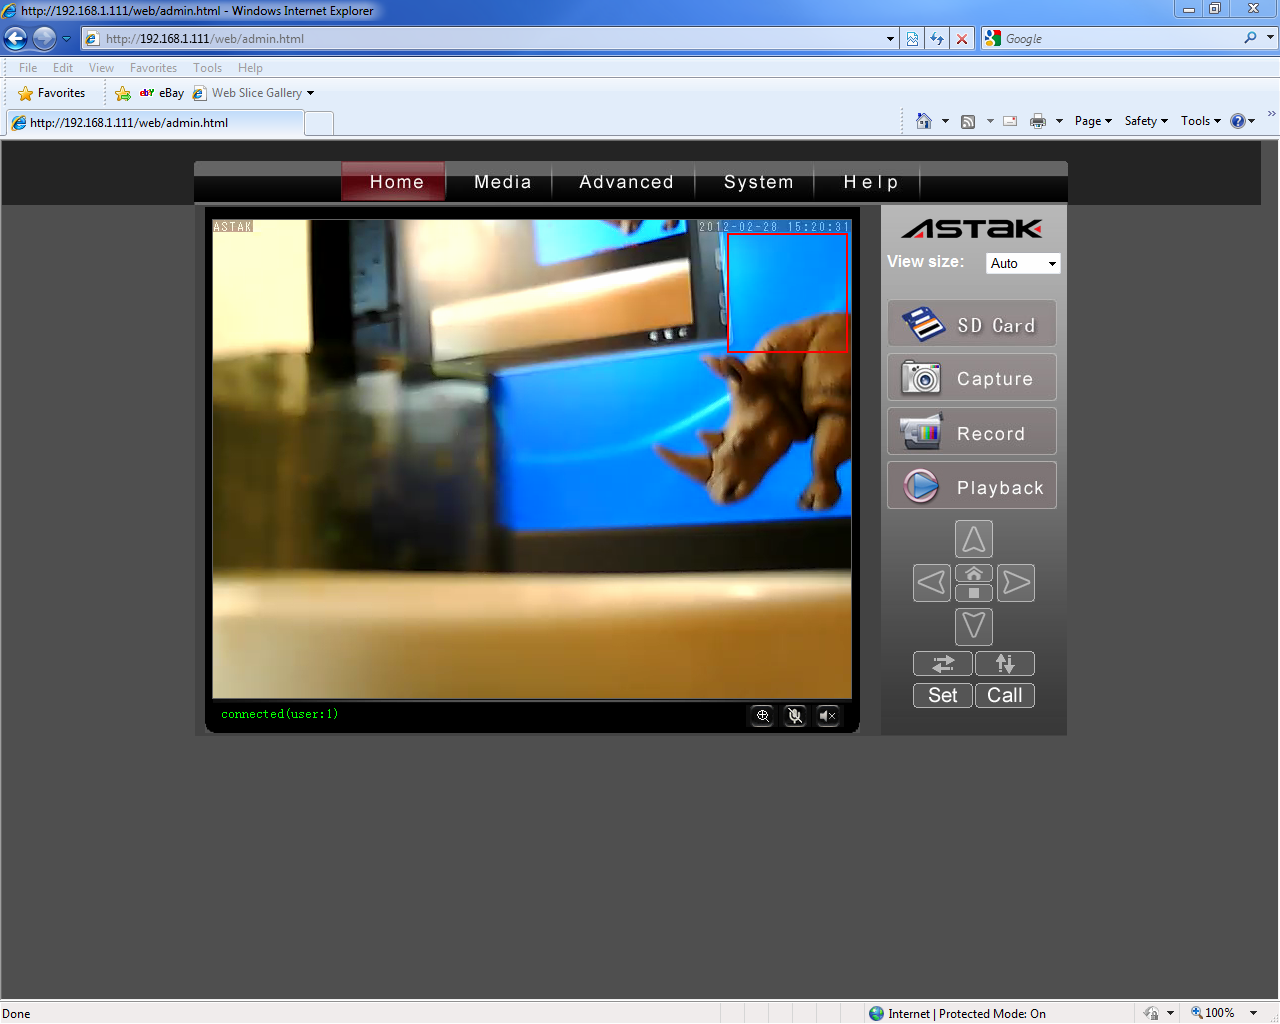 http://192.168.1.111/web/admin.html - Windows Internet Explorer
http://192.168.1.111/web/admin.html
Google
File Edit View Favorites Tools Help
Favorites
eBay eBay
Web Slice Gallery
http://192.168.1.111/web/admin.html
Page Safety Tools
Home Media Advanced System Help
ASTAK
2012-02-28 15:20:31
ASTAK
View size: Auto
SD Card
Capture
Record
Playback
Set Call
connected(user:1)
Done
Internet | Protected Mode: On
100%